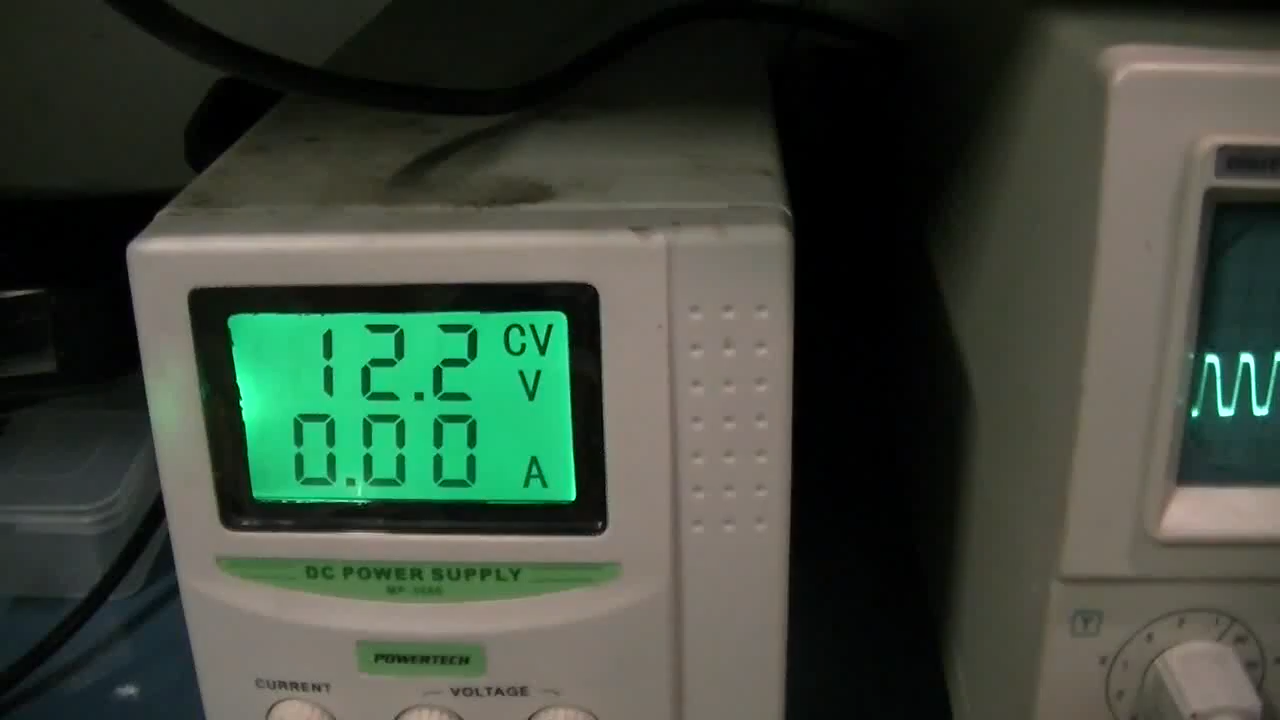 12.2 CV
V
0.00 A
DC POWER SUPPLY
POWERTECH
CURRENT
VOLTAGE
Y